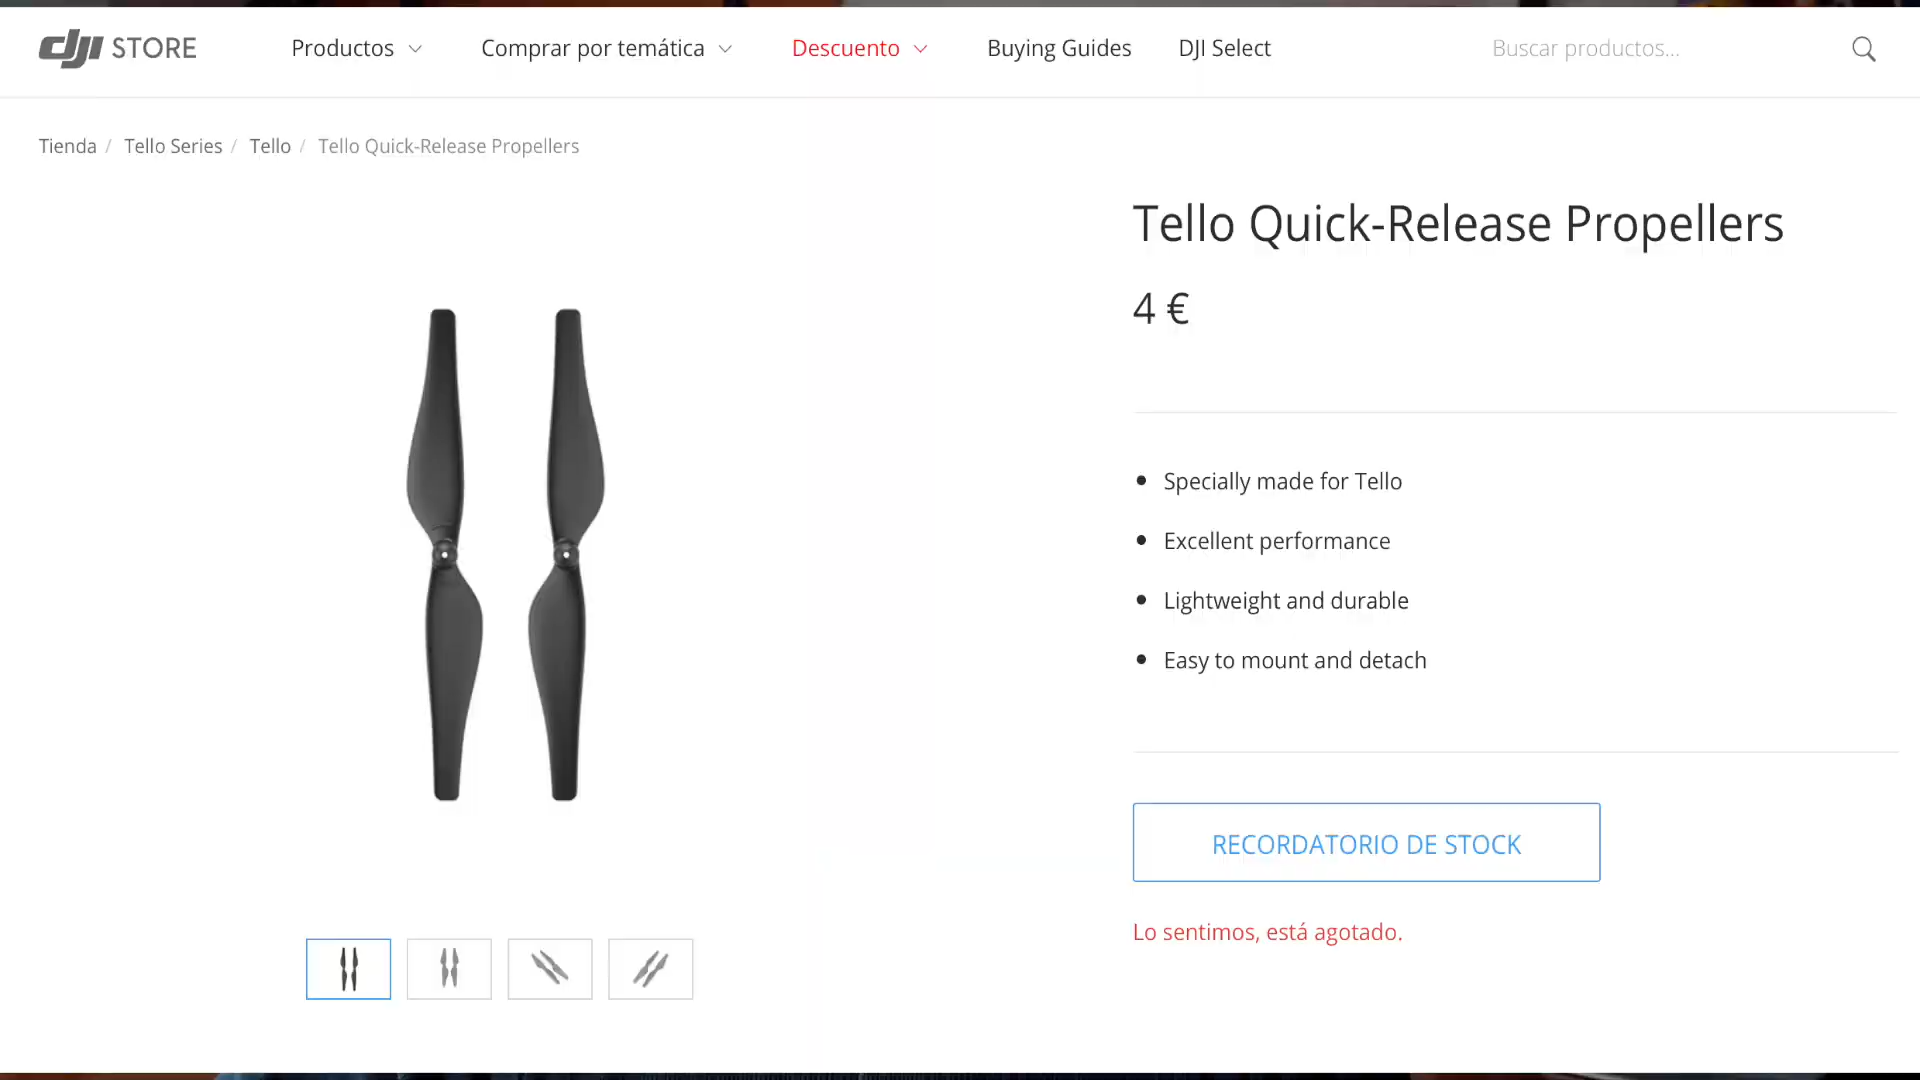 dji STORE
Productos
Comprar por temática
Descuento
Buying Guides
DJI Select
Buscar productos...
Tienda / Tello Series / Tello / Tello Quick-Release Propellers
Tello Quick-Release Propellers
4 €
Specially made for Tello
Excellent performance
Lightweight and durable
Easy to mount and detach
RECORDATORIO DE STOCK
Lo sentimos, está agotado.